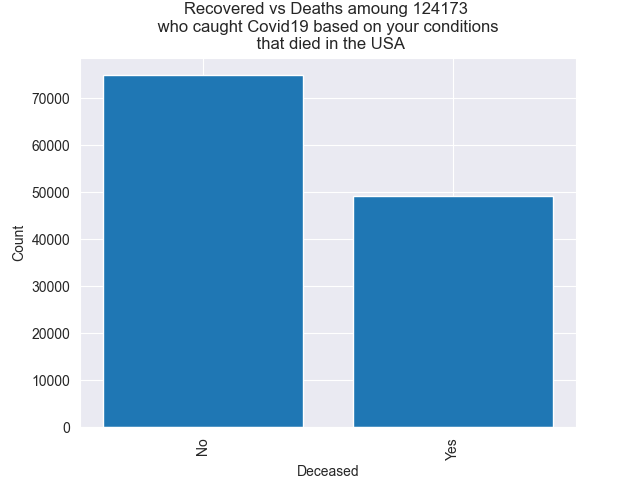 Recovered vs Deaths amoung 124173
who caught Covid19 based on your conditions
that died in the USA
Count
70000
60000
50000
40000
30000
20000
10000
0
No
Yes
Deceased